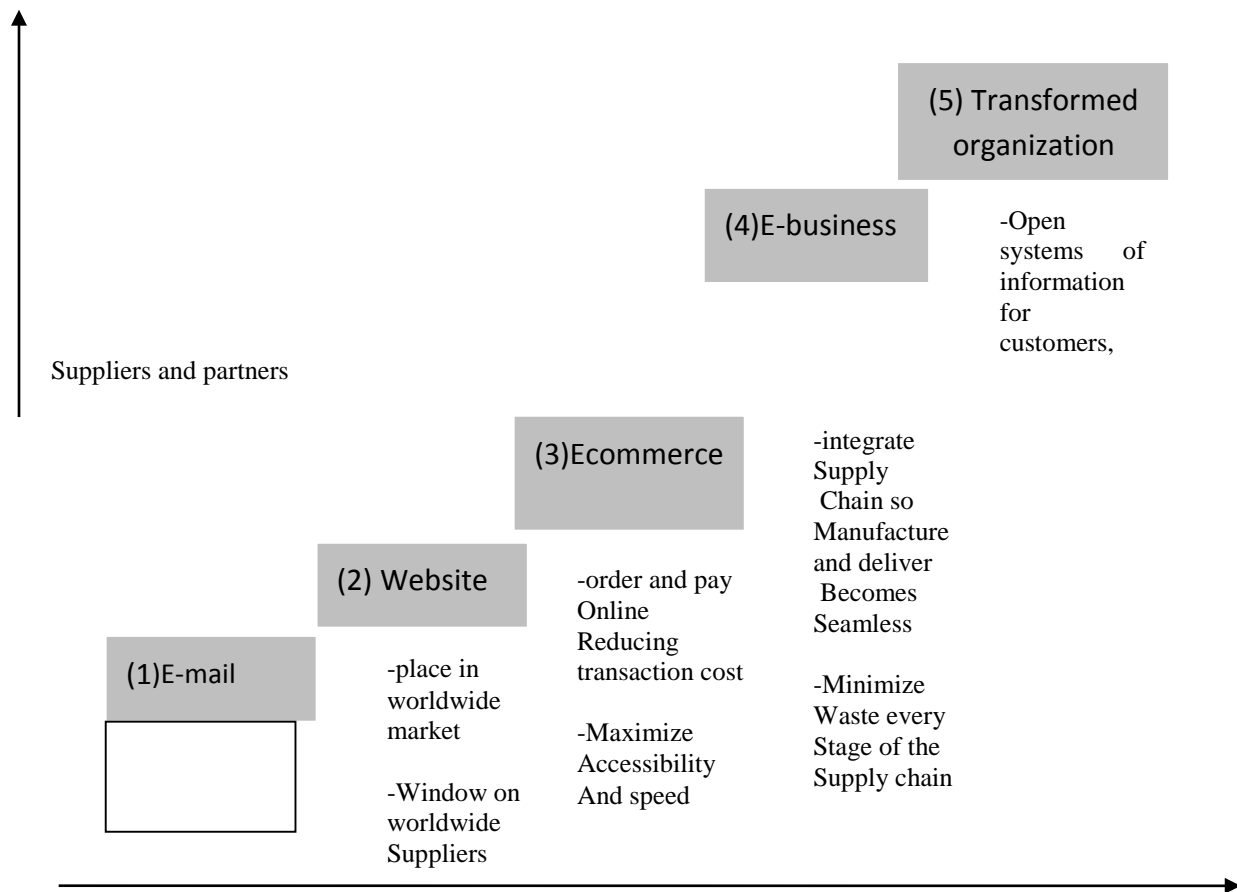 (5) Transformed
organization
(4)E-business
-Open
systems of
information
for
customers,
Suppliers and partners
(3)Ecommerce
-integrate
Supply
Chain so
Manufacture
and deliver
Becomes
Seamless
-Minimize
Waste every
Stage of the
Supply chain
(2) Website
-order and pay
Online
Reducing
transaction cost
-Maximize
Accessibility
And speed
(1)E-mail
-place in
worldwide
market
-Window on
worldwide
Suppliers